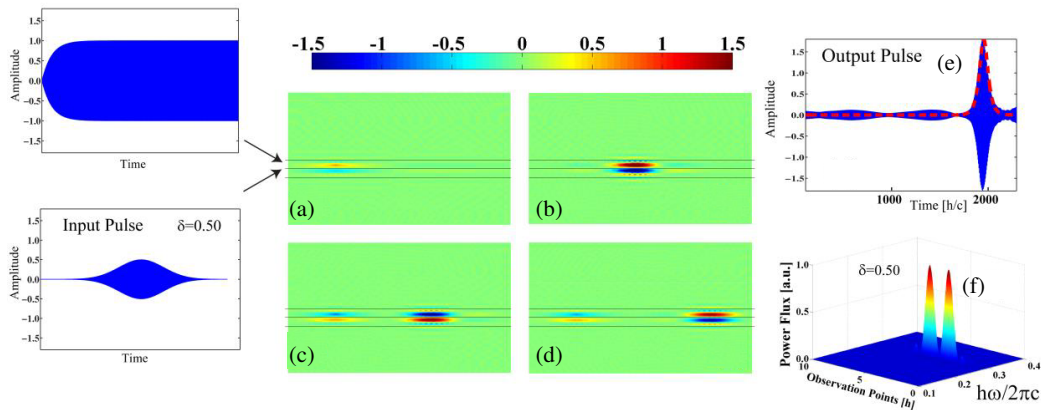 1.5
1.0
0.5
0.0
-0.5
-1.0
-1.5
Amplitude
Time
Input Pulse δ=0.50
1.5
1.0
0.5
0.0
-0.5
-1.0
-1.5
Amplitude
Time
-1.5 -1 -0.5 0 0.5 1 1.5
(a)
(b)
(c)
(d)
Output Pulse (e)
1.5
1.0
0.5
0.0
-0.5
-1.0
-1.5
Amplitude
1000 2000
Time [h/c]
δ=0.50 (f)
1.0
0.5
0.0
Power Flux [a.u.]
10 5 0
Observation Points [h]
0.1 0.2 0.3 0.4
hω/2πc